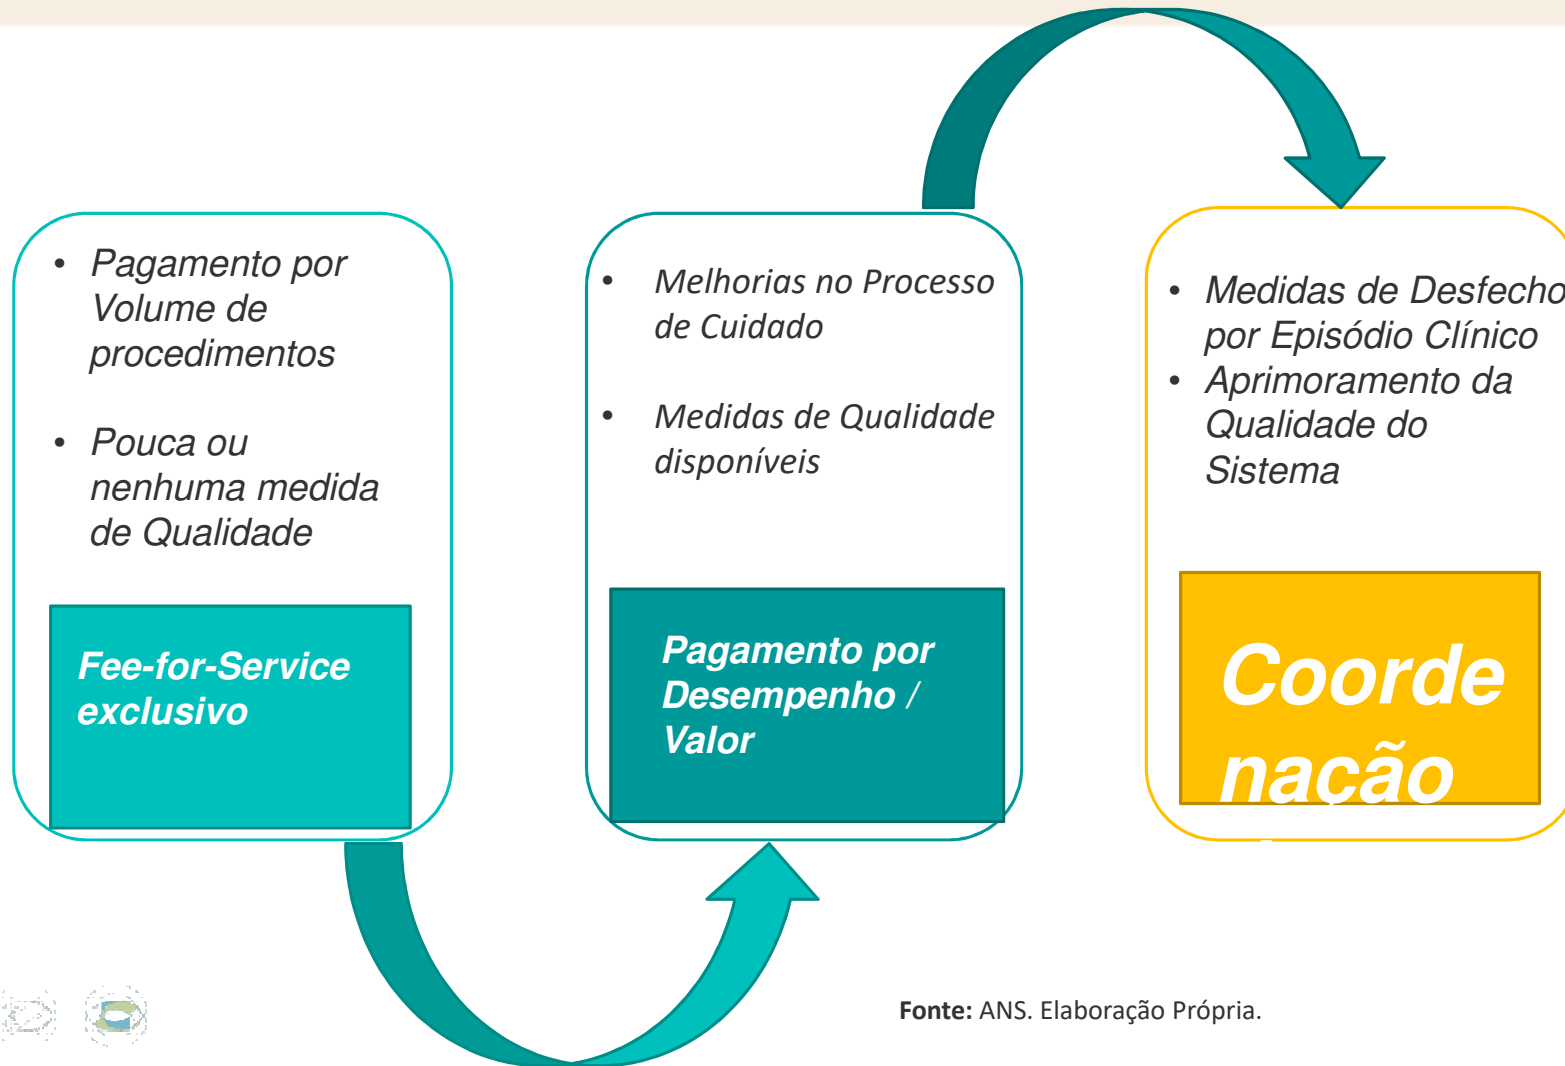 • Pagamento por
Volume de
procedimentos
• Pouca ou
nenhuma medida
de Qualidade
Fee-for-Service
exclusivo
• Melhorias no Processo
de Cuidado
• Medidas de Qualidade
disponíveis
Pagamento por
Desempenho /
Valor
• Medidas de Desfecho
por Episódio Clínico
• Aprimoramento da
Qualidade do
Sistema
Coorde
nação
Fonte: ANS. Elaboração Própria.